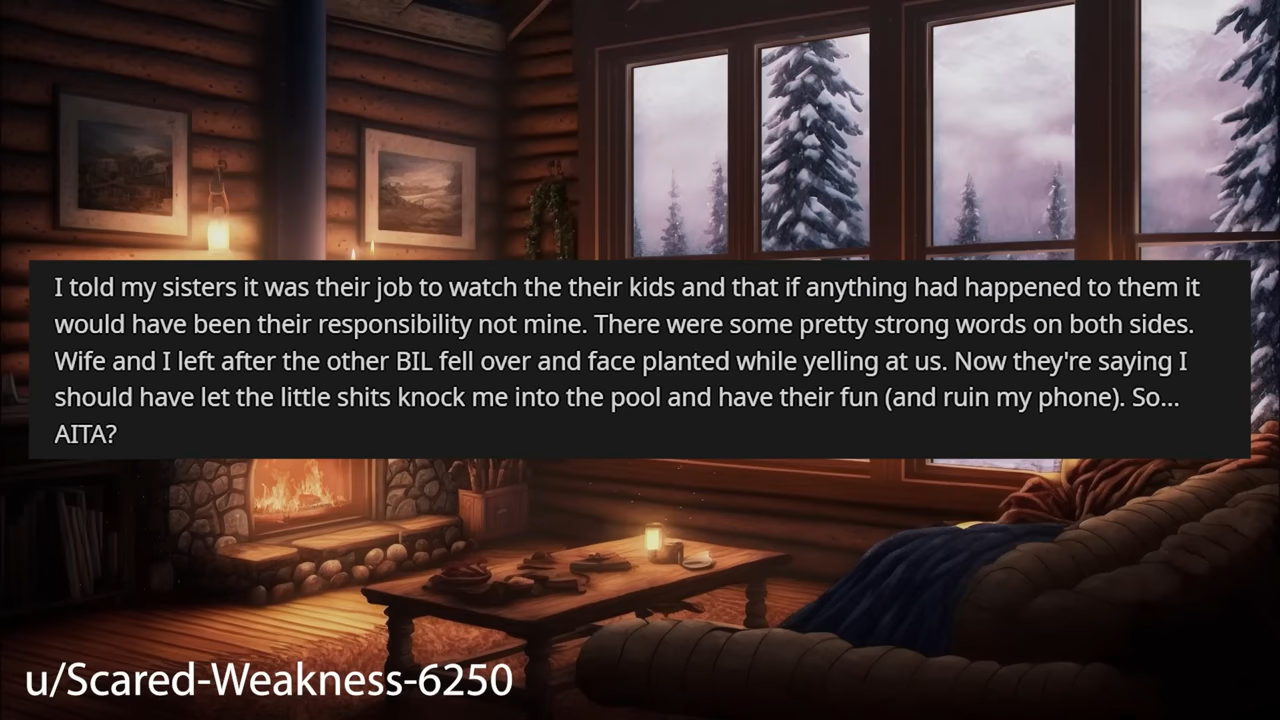 I told my sisters it was their job to watch the their kids and that if anything had happened to them it
would have been their responsibility not mine. There were some pretty strong words on both sides.
Wife and I left after the other BIL fell over and face planted while yelling at us. Now they're saying I
should have let the little shits knock me into the pool and have their fun (and ruin my phone). So...
AITA?
u/Scared-Weakness-6250